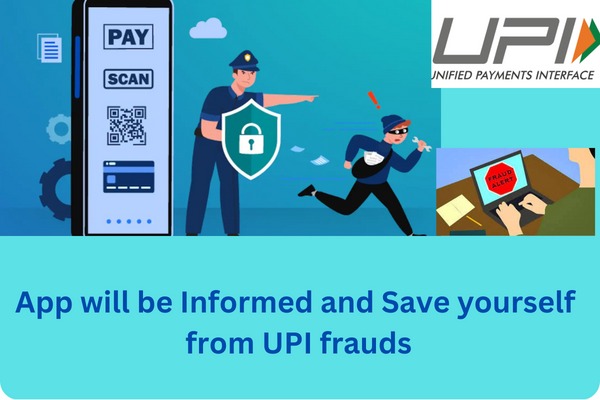 PAY
SCAN
UPI
UNIFIED PAYMENTS INTERFACE
FRAUD
ALERT
App will be Informed and Save yourself
from UPI frauds